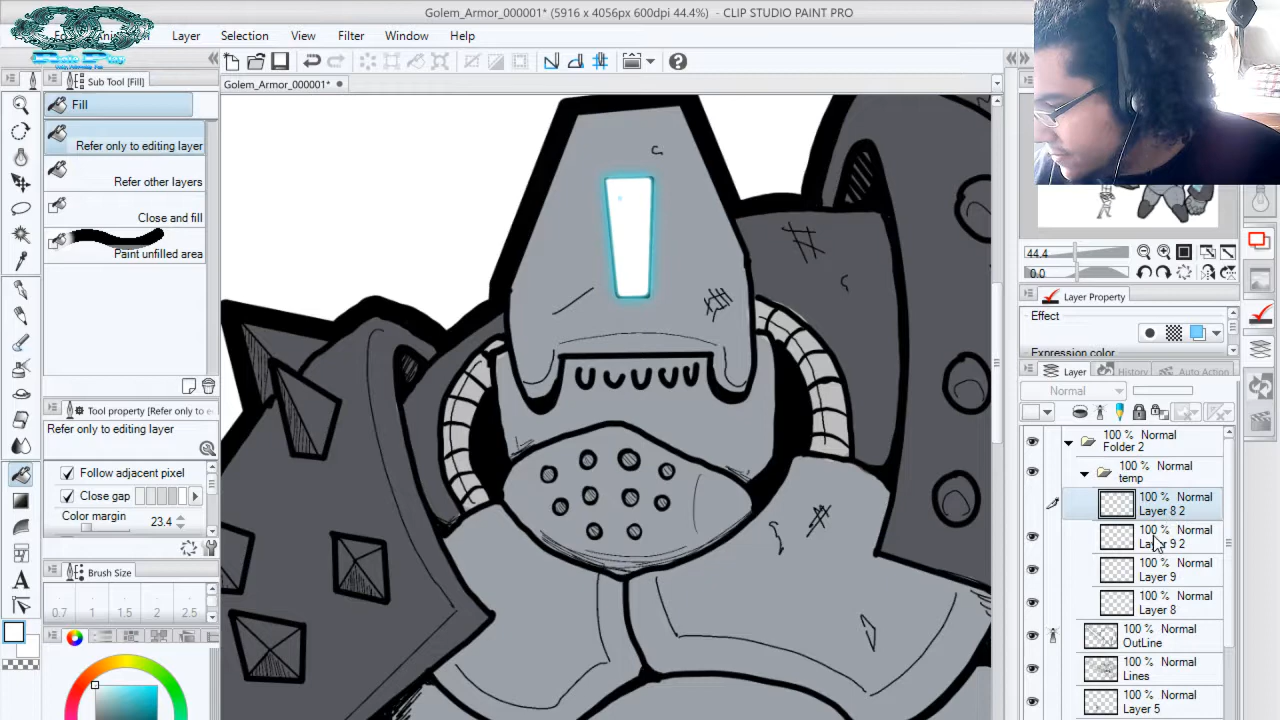 Golem_Armor_000001* (5916 x 4056px 600dpi 44.4%) - CLIP STUDIO PAINT PRO
Layer Selection View Filter Window Help
Sub Tool [Fill]
Golem_Armor_000001*
Fill
Refer only to editing layer
Refer other layers
Close and fill
Paint unfilled area
Tool property [Refer only to e
Refer only to editing layer
Follow adjacent pixel
Close gap
Color margin 23.4
Brush Size
0.7 1 1.5 2 2.5
44.4
0.0
Layer Property
Effect
Expression color
Layer History Auto Action
Normal
100 % Normal
Folder 2
100 % Normal
temp
100 % Normal
Layer 8 2
100 % Normal
Layer 9 2
100 % Normal
Layer 9
100 % Normal
Layer 8
100 % Normal
OutLine
100 % Normal
Lines
100 % Normal
Layer 5